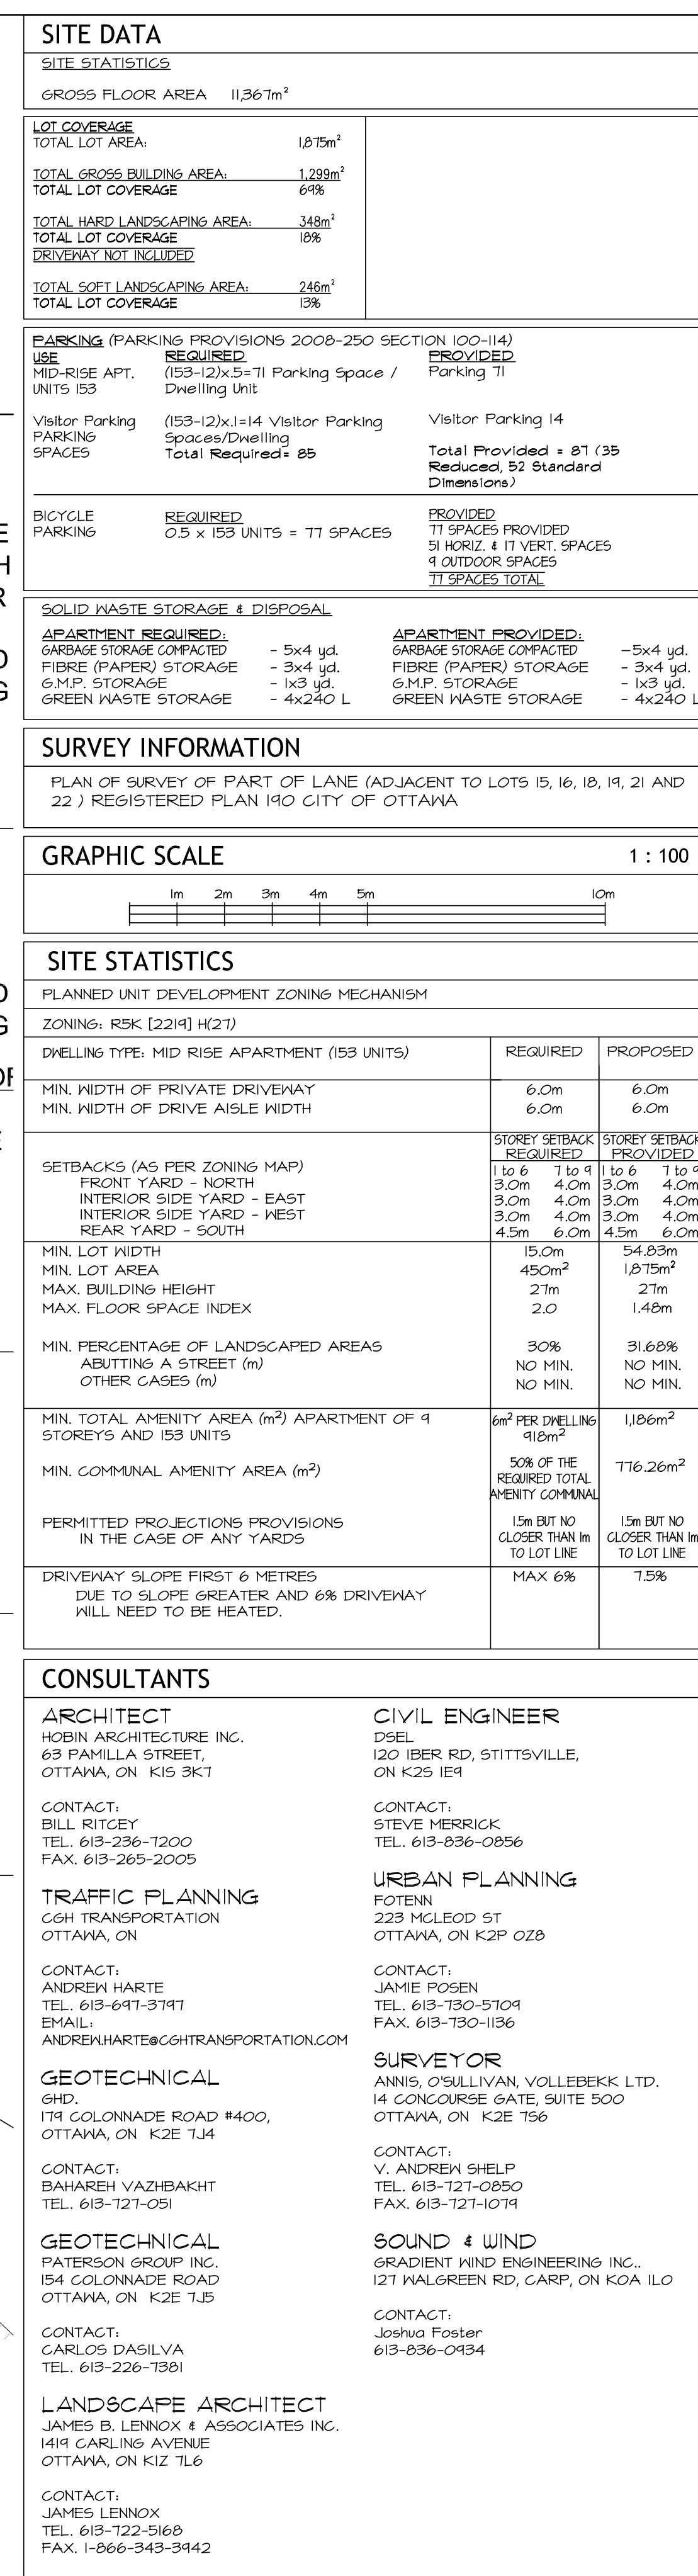 SITE DATA
SITE STATISTICS
GROSS FLOOR AREA 11,367m²
LOT COVERAGE
TOTAL LOT AREA: 1,875m²
TOTAL GROSS BUILDING AREA: 1,299m²
TOTAL LOT COVERAGE 69%
TOTAL HARD LANDSCAPING AREA: 348m²
TOTAL LOT COVERAGE 18%
DRIVEWAY NOT INCLUDED
TOTAL SOFT LANDSCAPING AREA: 246m²
TOTAL LOT COVERAGE 13%
PARKING (PARKING PROVISIONS 2008-250 SECTION 100-114)
USE REQUIRED PROVIDED
MID-RISE APT. (153-12)x.5=71 Parking Space / Parking 71
UNITS 153 Dwelling Unit
Visitor Parking (153-12)x.1=14 Visitor Parking Visitor Parking 14
PARKING Spaces/Dwelling
SPACES Total Required= 85 Total Provided = 87 (35
Reduced, 52 Standard
Dimensions)
BICYCLE REQUIRED PROVIDED
PARKING 0.5 x 153 UNITS = 77 SPACES 77 SPACES PROVIDED
51 HORIZ. & 17 VERT. SPACES
9 OUTDOOR SPACES
77 SPACES TOTAL
SOLID WASTE STORAGE & DISPOSAL
APARTMENT REQUIRED: APARTMENT PROVIDED:
GARBAGE STORAGE COMPACTED - 5x4 yd. GARBAGE STORAGE COMPACTED -5x4 yd.
FIBRE (PAPER) STORAGE - 3x4 yd. FIBRE (PAPER) STORAGE - 3x4 yd.
G.M.P. STORAGE - 1x3 yd. G.M.P. STORAGE - 1x3 yd.
GREEN WASTE STORAGE - 4x240 L GREEN WASTE STORAGE - 4x240 L
SURVEY INFORMATION
PLAN OF SURVEY OF PART OF LANE (ADJACENT TO LOTS 15, 16, 18, 19, 21 AND
22 ) REGISTERED PLAN 190 CITY OF OTTAWA
GRAPHIC SCALE 1 : 100
1m 2m 3m 4m 5m 10m
SITE STATISTICS
PLANNED UNIT DEVELOPMENT ZONING MECHANISM
ZONING: R5K [2219] H(27)
DWELLING TYPE: MID RISE APARTMENT (153 UNITS) REQUIRED PROPOSED
MIN. WIDTH OF PRIVATE DRIVEWAY 6.0m 6.0m
MIN. WIDTH OF DRIVE AISLE WIDTH 6.0m 6.0m
STOREY SETBACK STOREY SETBACK
REQUIRED PROVIDED
SETBACKS (AS PER ZONING MAP) 1 to 6 7 to 9 1 to 6 7 to 9
FRONT YARD - NORTH 3.0m 4.0m 3.0m 4.0m
INTERIOR SIDE YARD - EAST 3.0m 4.0m 3.0m 4.0m
INTERIOR SIDE YARD - WEST 3.0m 4.0m 3.0m 4.0m
REAR YARD - SOUTH 4.5m 6.0m 4.5m 6.0m
MIN. LOT WIDTH 15.0m 54.83m
MIN. LOT AREA 450m² 1,875m²
MAX. BUILDING HEIGHT 27m 27m
MAX. FLOOR SPACE INDEX 2.0 1.48m
MIN. PERCENTAGE OF LANDSCAPED AREAS 30% 31.68%
ABUTTING A STREET (m) NO MIN. NO MIN.
OTHER CASES (m) NO MIN. NO MIN.
MIN. TOTAL AMENITY AREA (m²) APARTMENT OF 9 6m² PER DWELLING 1,186m²
STOREYS AND 153 UNITS 918m²
MIN. COMMUNAL AMENITY AREA (m²) 50% OF THE 776.26m²
REQUIRED TOTAL
AMENITY COMMUNAL
PERMITTED PROJECTIONS PROVISIONS 1.5m BUT NO 1.5m BUT NO
IN THE CASE OF ANY YARDS CLOSER THAN 1m CLOSER THAN 1m
TO LOT LINE TO LOT LINE
DRIVEWAY SLOPE FIRST 6 METRES MAX 6% 7.5%
DUE TO SLOPE GREATER AND 6% DRIVEWAY
WILL NEED TO BE HEATED.
CONSULTANTS
ARCHITECT
HOBIN ARCHITECTURE INC.
63 PAMILLA STREET,
OTTAWA, ON K1S 3K7
CONTACT:
BILL RITCEY
TEL. 613-236-7200
FAX. 613-265-2005
TRAFFIC PLANNING
CGH TRANSPORTATION
OTTAWA, ON
CONTACT:
ANDREW HARTE
TEL. 613-697-3797
EMAIL:
ANDREW.HARTE@CGHTRANSPORTATION.COM
GEOTECHNICAL
GHD.
179 COLONNADE ROAD #400,
OTTAWA, ON K2E 7J4
CONTACT:
BAHAREH VAZHBAKHT
TEL. 613-727-051
GEOTECHNICAL
PATERSON GROUP INC.
154 COLONNADE ROAD
OTTAWA, ON K2E 7J5
CONTACT:
CARLOS DASILVA
TEL. 613-226-7381
LANDSCAPE ARCHITECT
JAMES B. LENNOX & ASSOCIATES INC.
1419 CARLING AVENUE
OTTAWA, ON K1Z 7L6
CONTACT:
JAMES LENNOX
TEL. 613-722-5168
FAX. 1-866-343-3942
CIVIL ENGINEER
DSEL
120 IBER RD, STITTSVILLE,
ON K2S 1E9
CONTACT:
STEVE MERRICK
TEL. 613-836-0856
URBAN PLANNING
FOTENN
223 MCLEOD ST
OTTAWA, ON K2P 0Z8
CONTACT:
JAMIE POSEN
TEL. 613-730-5709
FAX. 613-730-1136
SURVEYOR
ANNIS, O'SULLIVAN, VOLLEBEKK LTD.
14 CONCOURSE GATE, SUITE 500
OTTAWA, ON K2E 7S6
CONTACT:
V. ANDREW SHELP
TEL. 613-727-0850
FAX. 613-727-1079
SOUND & WIND
GRADIENT WIND ENGINEERING INC..
127 WALGREEN RD, CARP, ON K0A 1L0
CONTACT:
Joshua Foster
613-836-0934